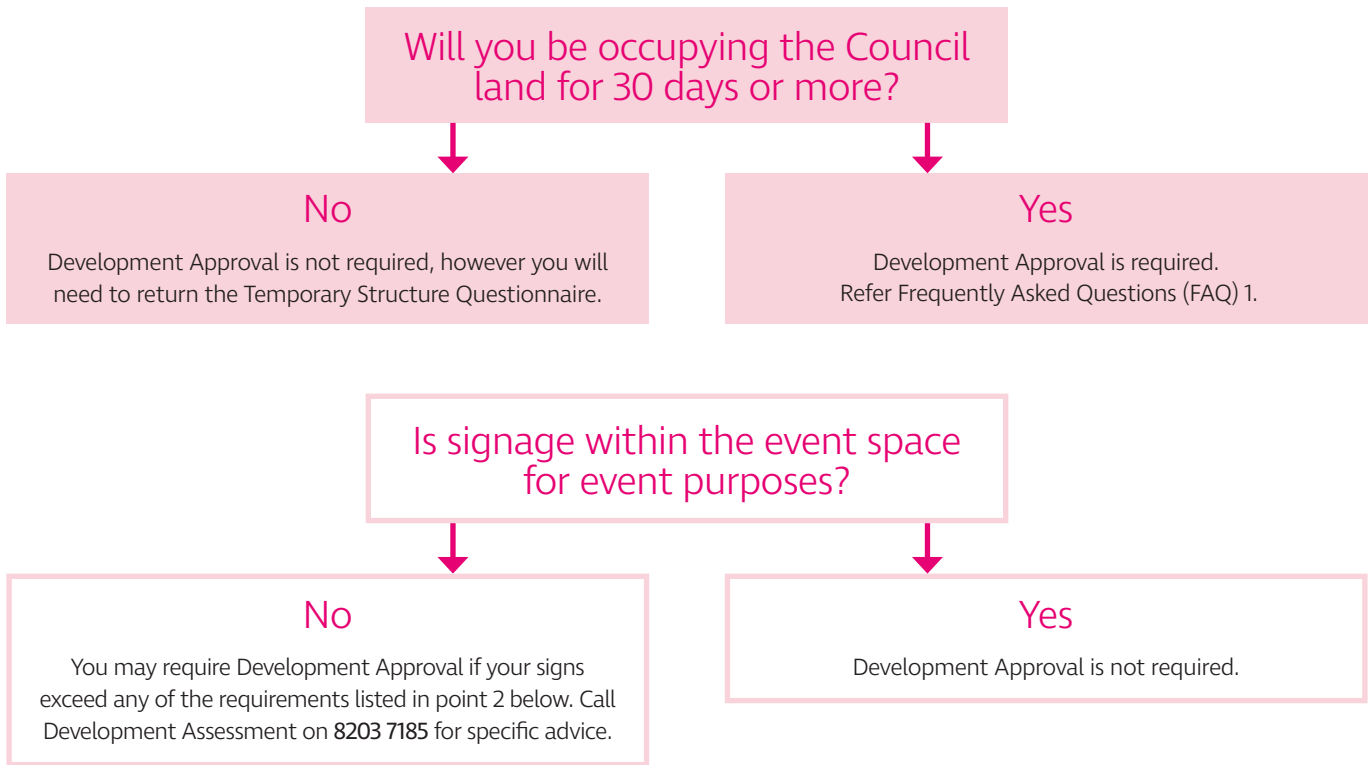 Will you be occupying the Council
land for 30 days or more?
No
Development Approval is not required, however you will
need to return the Temporary Structure Questionnaire.
Yes
Development Approval is required.
Refer Frequently Asked Questions (FAQ) 1.
Is signage within the event space
for event purposes?
No
You may require Development Approval if your signs
exceed any of the requirements listed in point 2 below. Call
Development Assessment on 8203 7185 for specific advice.
Yes
Development Approval is not required.